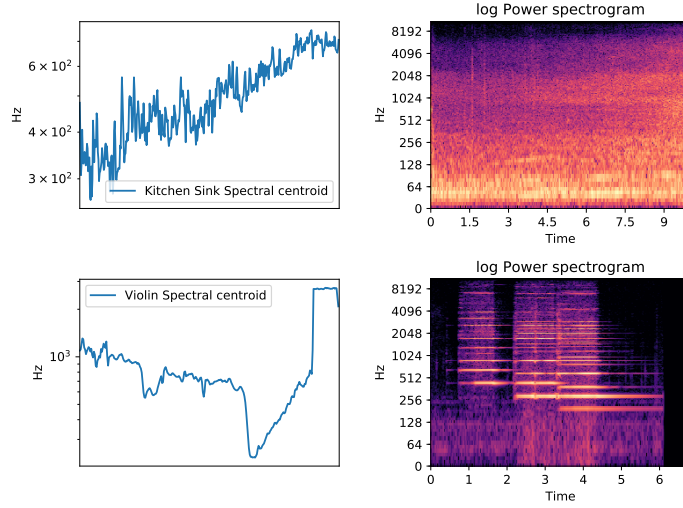 6 × 10²
4 × 10²
3 × 10²
Hz
Kitchen Sink Spectral centroid
log Power spectrogram
8192
4096
2048
1024
512
256
128
64
0
Hz
0 1.5 3 4.5 6 7.5 9
Time
10³
Hz
Violin Spectral centroid
log Power spectrogram
8192
4096
2048
1024
512
256
128
64
0
Hz
0 1 2 3 4 5 6
Time